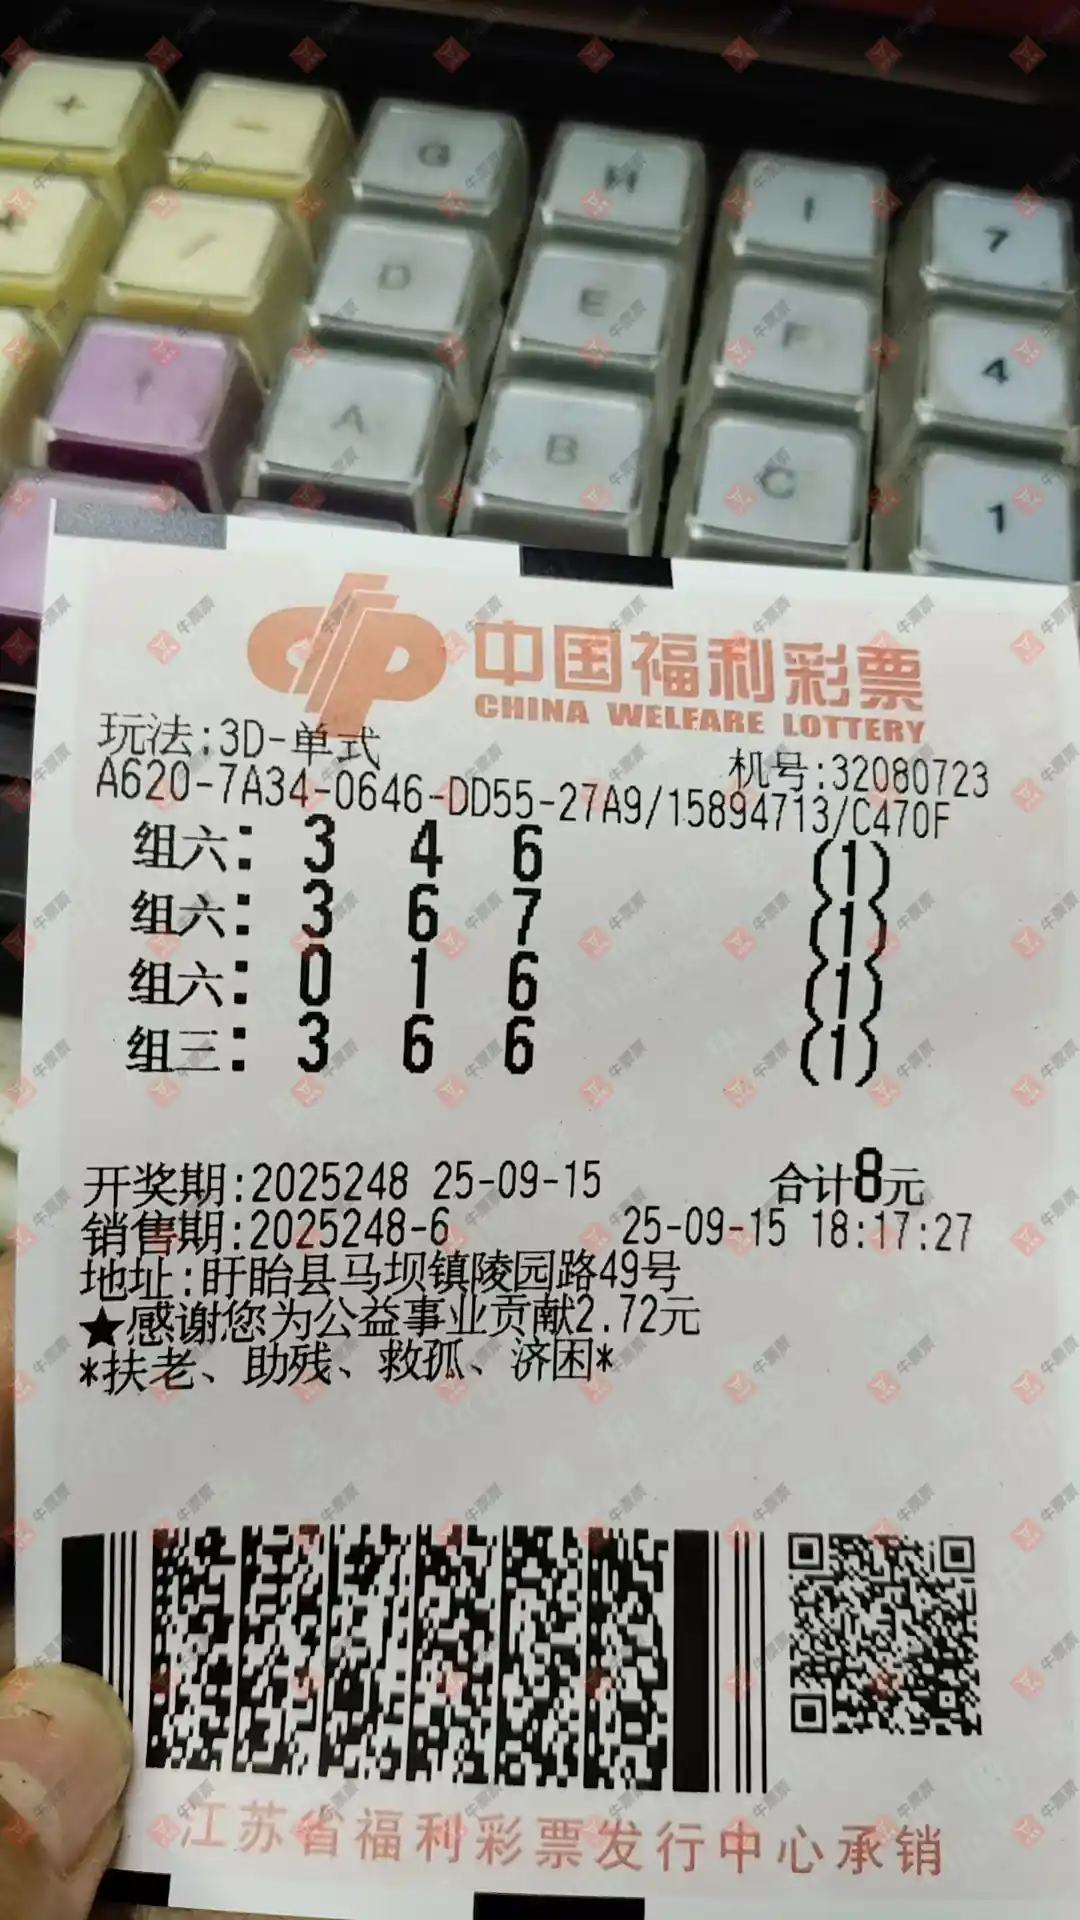 + - G H I 7
* / D E F 4
↑ A B C 1
中国福利彩票
CHINA WELFARE LOTTERY
玩法:3D-单式
机号:32080723
A620-7A34-0646-DD55-27A9/15894713/C470F
组六: 3 4 6 (1)
组六: 3 6 7 (1)
组六: 0 1 6 (1)
组三: 3 6 6 (1)
开奖期:2025248 25-09-15 合计8元
销售期:2025248-6 25-09-15 18:17:27
地址:盱眙县马坝镇陵园路49号
★感谢您为公益事业贡献2.72元
*扶老、助残、救孤、济困*
江苏省福利彩票发行中心承销
牛票票